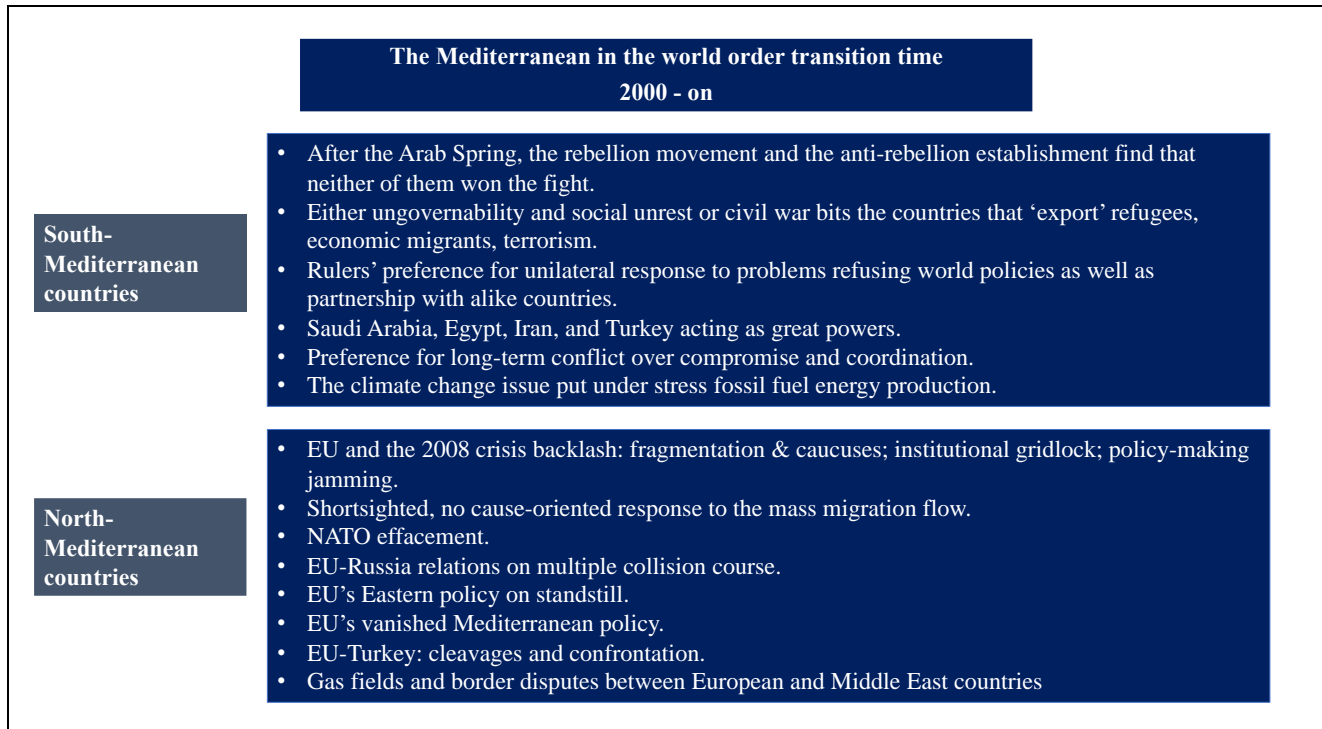 The Mediterranean in the world order transition time
2000 - on
South-
Mediterranean
countries
• After the Arab Spring, the rebellion movement and the anti-rebellion establishment find that
neither of them won the fight.
• Either ungovernability and social unrest or civil war bits the countries that ‘export’ refugees,
economic migrants, terrorism.
• Rulers’ preference for unilateral response to problems refusing world policies as well as
partnership with alike countries.
• Saudi Arabia, Egypt, Iran, and Turkey acting as great powers.
• Preference for long-term conflict over compromise and coordination.
• The climate change issue put under stress fossil fuel energy production.
North-
Mediterranean
countries
• EU and the 2008 crisis backlash: fragmentation & caucuses; institutional gridlock; policy-making
jamming.
• Shortsighted, no cause-oriented response to the mass migration flow.
• NATO effacement.
• EU-Russia relations on multiple collision course.
• EU’s Eastern policy on standstill.
• EU’s vanished Mediterranean policy.
• EU-Turkey: cleavages and confrontation.
• Gas fields and border disputes between European and Middle East countries